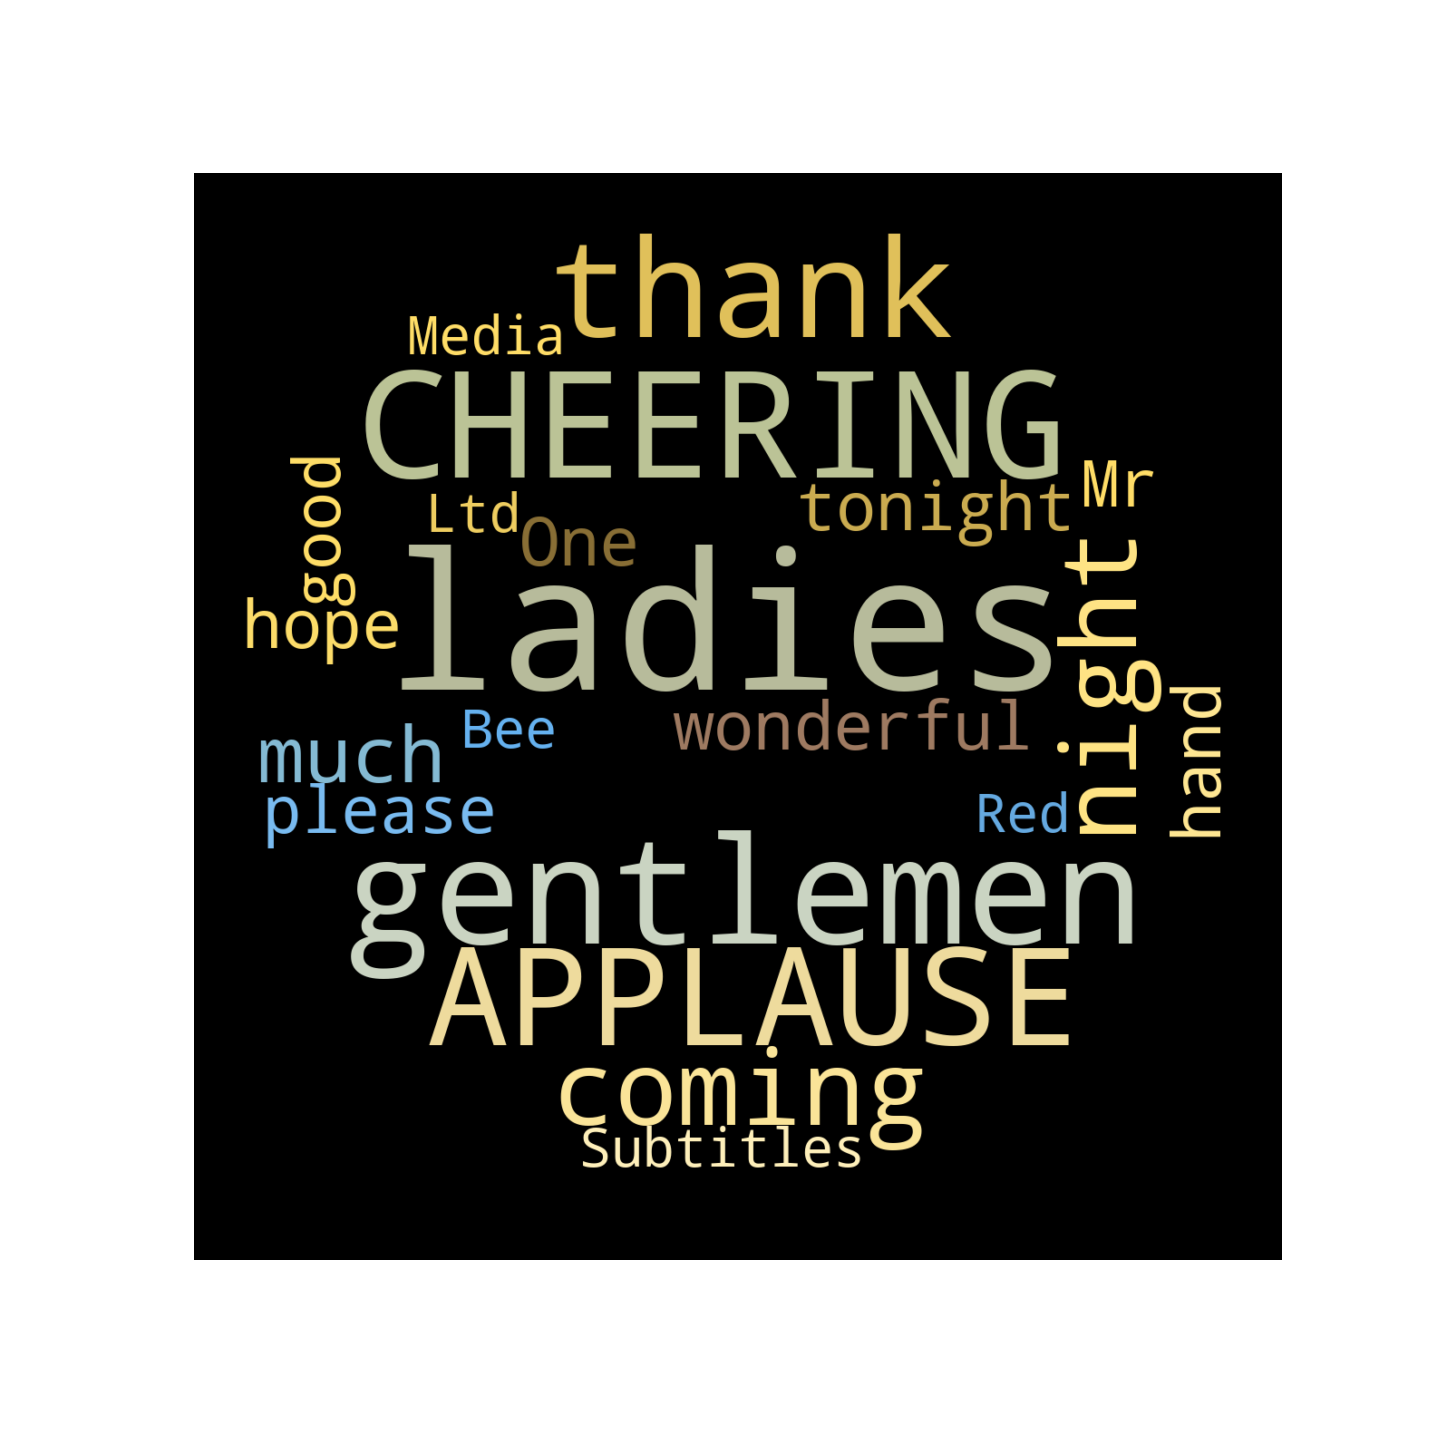 thank
Media
CHEERING
good
Mr
tonight
Ltd
One
night
ladies
hope
hand
wonderful
Bee
much
please
Red
gentlemen
APPLAUSE
coming
Subtitles